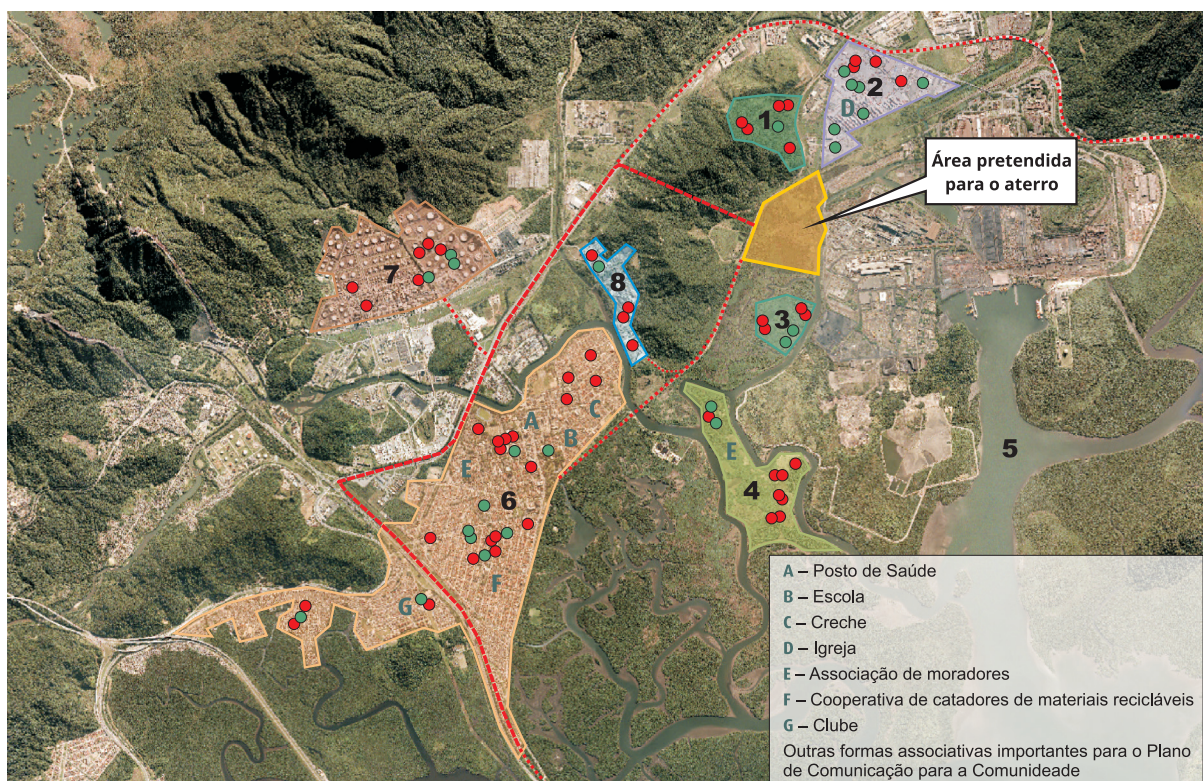 1
2
D
Área pretendida
para o aterro
7
8
3
A
C
B
E
E
6
4
5
F
G
A – Posto de Saúde
B – Escola
C – Creche
D – Igreja
E – Associação de moradores
F – Cooperativa de catadores de materiais recicláveis
G – Clube
Outras formas associativas importantes para o Plano
de Comunicação para a Comunideade